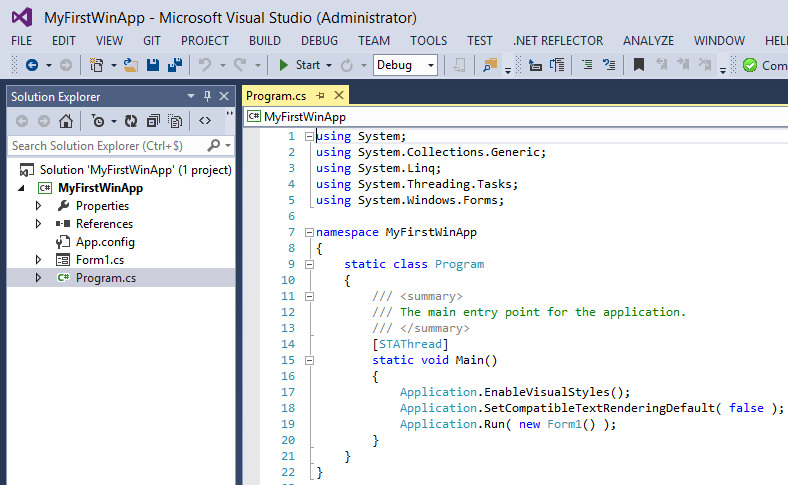 MyFirstWinApp - Microsoft Visual Studio (Administrator)
FILE EDIT VIEW GIT PROJECT BUILD DEBUG TEAM TOOLS TEST .NET REFLECTOR ANALYZE WINDOW HEL
Start Debug Com
Solution Explorer
Search Solution Explorer (Ctrl+$)
Solution 'MyFirstWinApp' (1 project)
C# MyFirstWinApp
Properties
References
App.config
Form1.cs
C# Program.cs
Program.cs
C# MyFirstWinApp
1 using System;
2 using System.Collections.Generic;
3 using System.Linq;
4 using System.Threading.Tasks;
5 using System.Windows.Forms;
6
7 namespace MyFirstWinApp
8 {
9 static class Program
10 {
11 /// <summary>
12 /// The main entry point for the application.
13 /// </summary>
14 [STAThread]
15 static void Main()
16 {
17 Application.EnableVisualStyles();
18 Application.SetCompatibleTextRenderingDefault( false );
19 Application.Run( new Form1() );
20 }
21 }
22 }